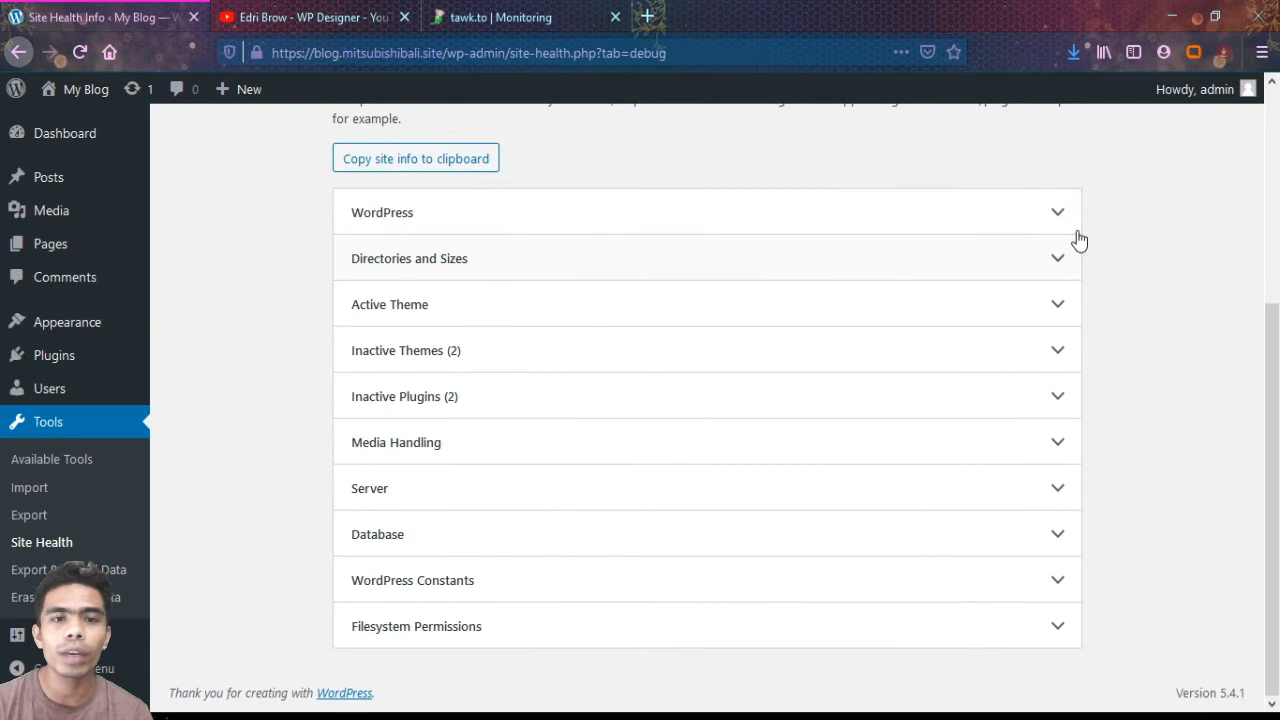 Site Health Info ‹ My Blog — W
Edri Brow - WP Designer - You
tawk.to | Monitoring
https://blog.mitsubishibali.site/wp-admin/site-health.php?tab=debug
My Blog
1
0
New
Howdy, admin
Dashboard
Posts
Media
Pages
Comments
Appearance
Plugins
Users
Tools
Available Tools
Import
Export
Site Health
Export
Data
Eras
for example.
Copy site info to clipboard
WordPress
Directories and Sizes
Active Theme
Inactive Themes (2)
Inactive Plugins (2)
Media Handling
Server
Database
WordPress Constants
Filesystem Permissions
Thank you for creating with WordPress.
Version 5.4.1